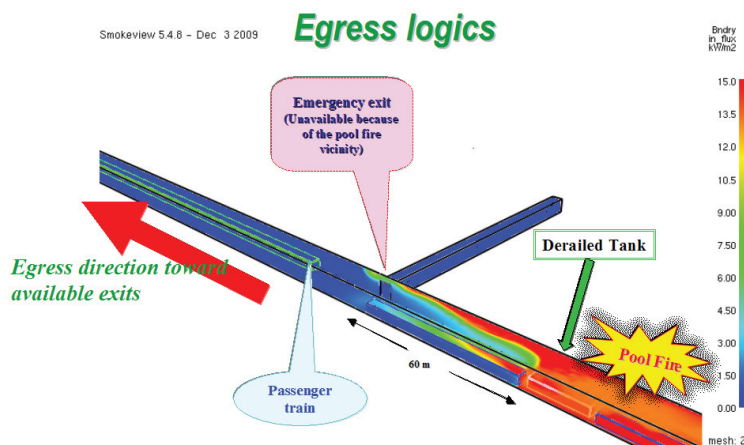 Smokeview 5.4.8 - Dec 3 2009
Egress logics
Bndry
in_flux
kW/m2
15.0
13.5
12.0
10.5
9.00
7.50
6.00
4.50
3.00
1.50
0.00
mesh: 2
Emergency exit
(Unavailable because
of the pool fire
vicinity)
Derailed Tank
Egress direction toward
available exits
Pool Fire
60 m
Passenger
train